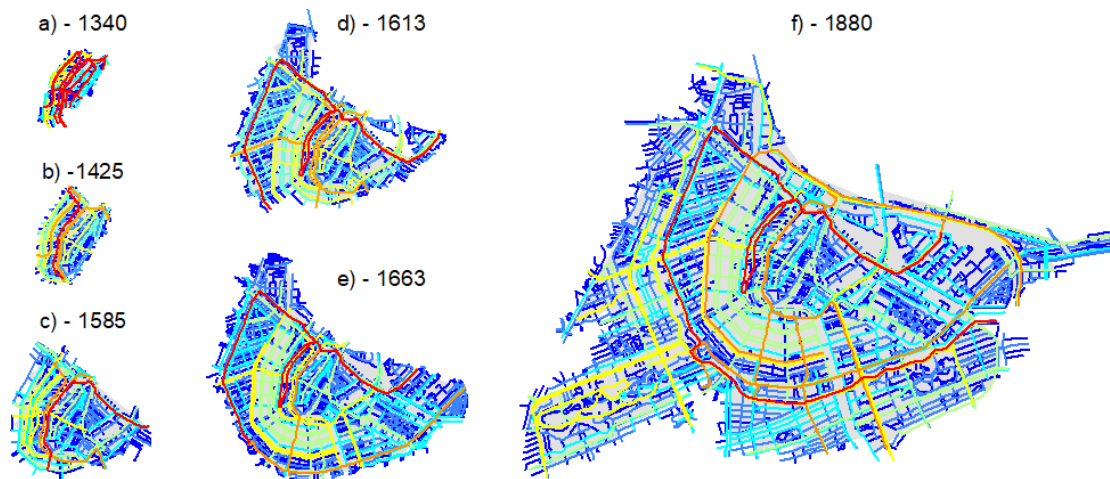 a) - 1340
b) - 1425
c) - 1585
d) - 1613
e) - 1663
f) - 1880